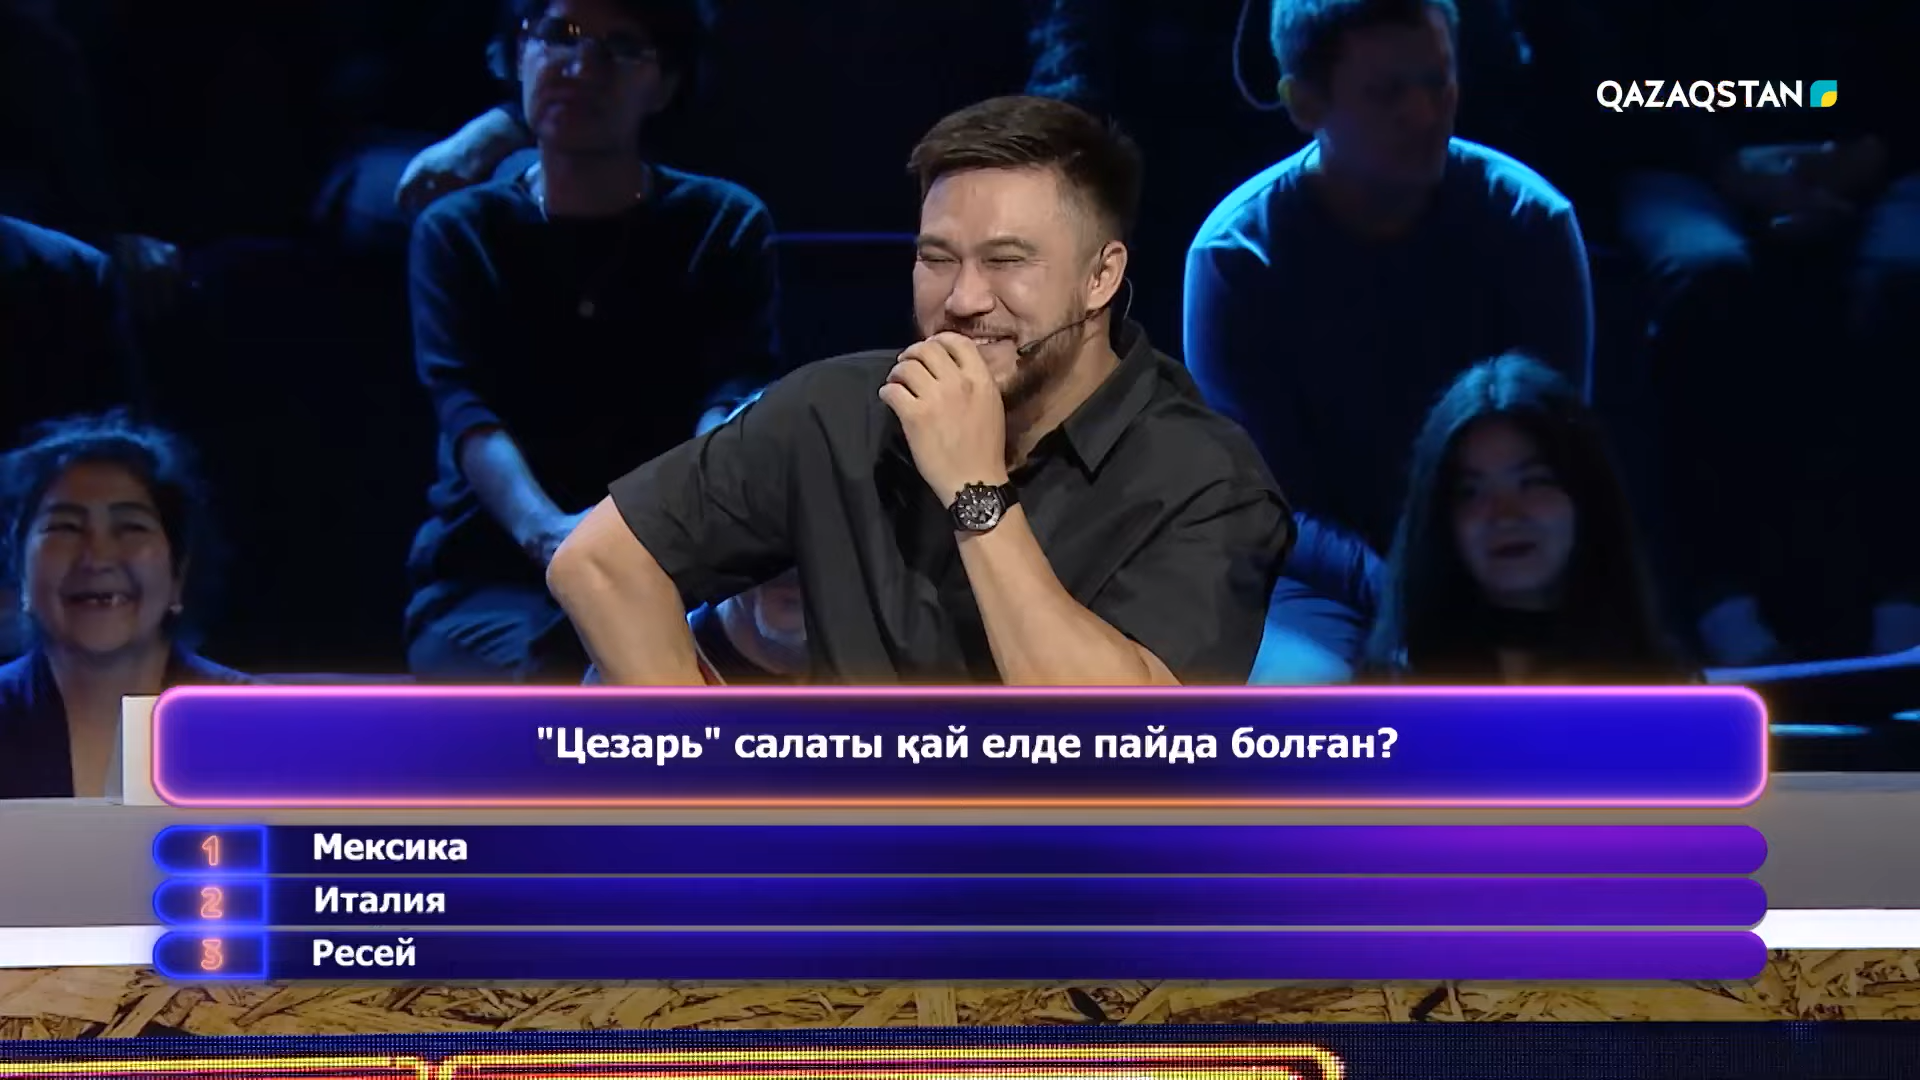 QAZAQSTAN
"Цезарь" салаты қай елде пайда болған?
1 Мексика
2 Италия
3 Ресей